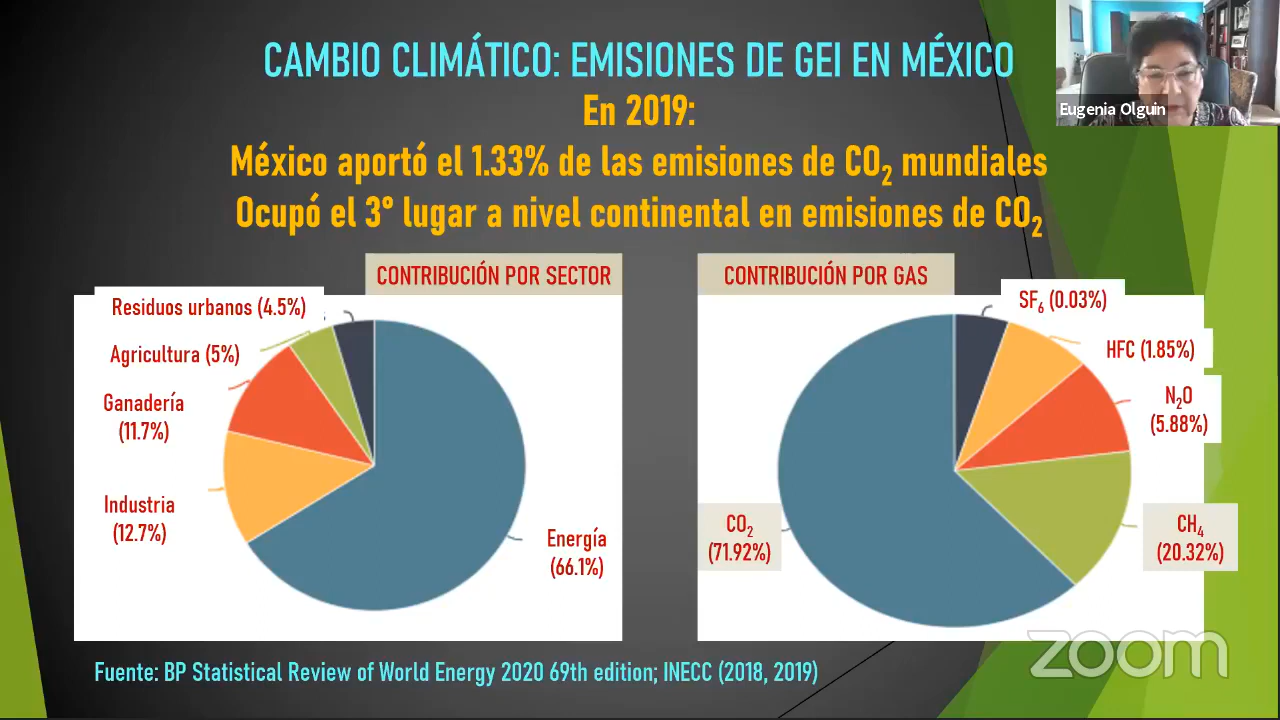 CAMBIO CLIMÁTICO: EMISIONES DE GEI EN MÉXICO
En 2019:
México aportó el 1.33% de las emisiones de CO₂ mundiales
Ocupó el 3° lugar a nivel continental en emisiones de CO₂
Eugenia Olguin
CONTRIBUCIÓN POR SECTOR
Residuos urbanos (4.5%)
Agricultura (5%)
Ganadería
(11.7%)
Industria
(12.7%)
Energía
(66.1%)
CONTRIBUCIÓN POR GAS
SF₆ (0.03%)
HFC (1.85%)
N₂O
(5.88%)
CO₂
(71.92%)
CH₄
(20.32%)
zoom
Fuente: BP Statistical Review of World Energy 2020 69th edition; INECC (2018, 2019)